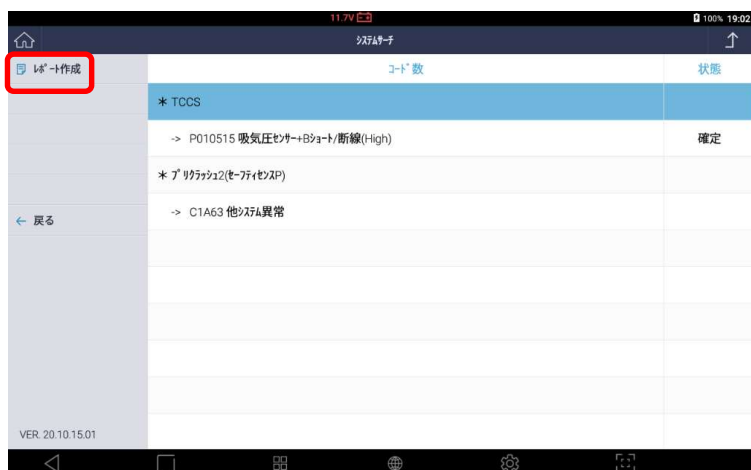 11.7V
100% 19:02
ｼｽﾃﾑｻｰﾁ
ﾚﾎﾟｰﾄ作成
ｺｰﾄﾞ数
状態
＊ TCCS
-> P010515 吸気圧ｾﾝｻｰ+Bｼｮｰﾄ/断線(High)
確定
＊ ﾌﾟﾘｸﾗｯｼｭ2(ｾｰﾌﾃｨｾﾝｽP)
-> C1A63 他ｼｽﾃﾑ異常
← 戻る
VER. 20.10.15.01